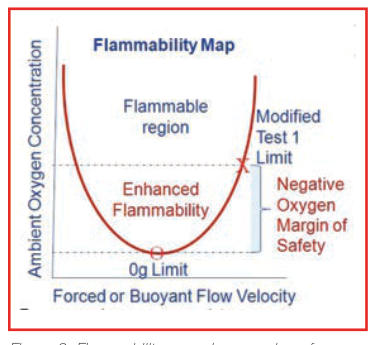 Flammability Map
Ambient Oxygen Concentration
Flammable
region
Modified
Test 1
Limit
Enhanced
Flammability
Negative
Oxygen
Margin of
Safety
0g Limit
Forced or Buoyant Flow Velocity